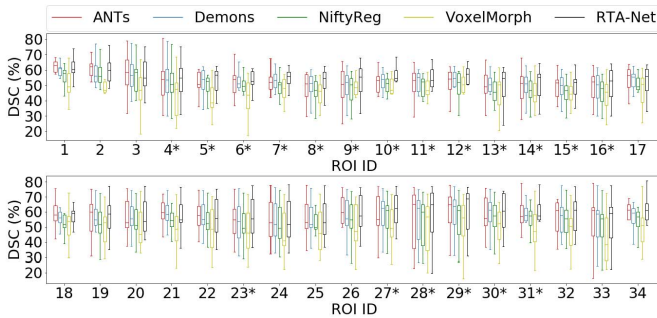 ANTs Demons NiftyReg VoxelMorph RTA-Net
DSC (%)
80
70
60
50
40
30
20
1 2 3 4* 5* 6* 7* 8* 9* 10* 11* 12* 13* 14* 15* 16* 17
ROI ID
DSC (%)
80
70
60
50
40
30
20
18 19 20 21 22 23* 24 25 26 27* 28* 29* 30* 31* 32 33 34
ROI ID